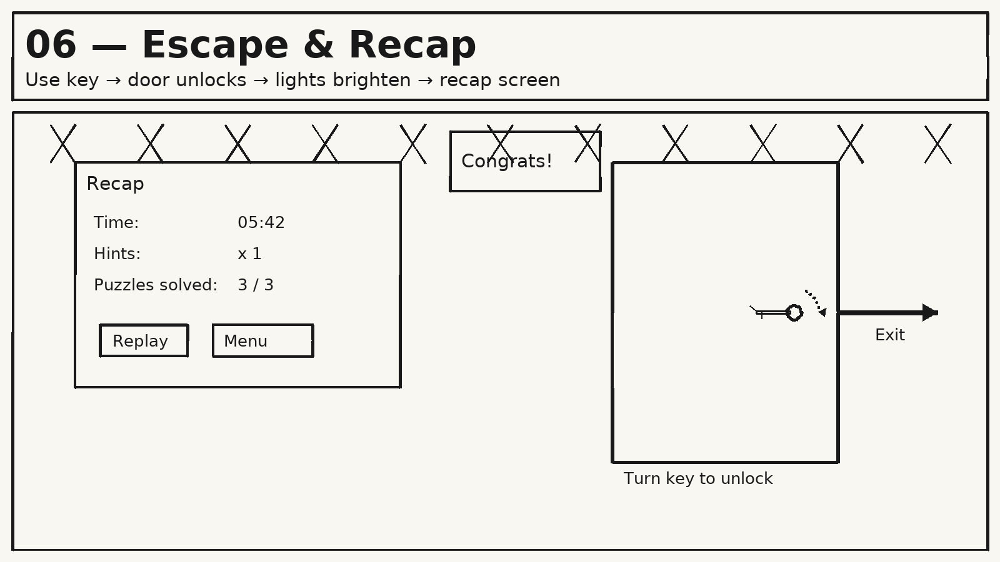 06 — Escape & Recap
Use key → door unlocks → lights brighten → recap screen
Congrats!
Recap
Time: 05:42
Hints: x 1
Puzzles solved: 3 / 3
Replay Menu
Exit
Turn key to unlock